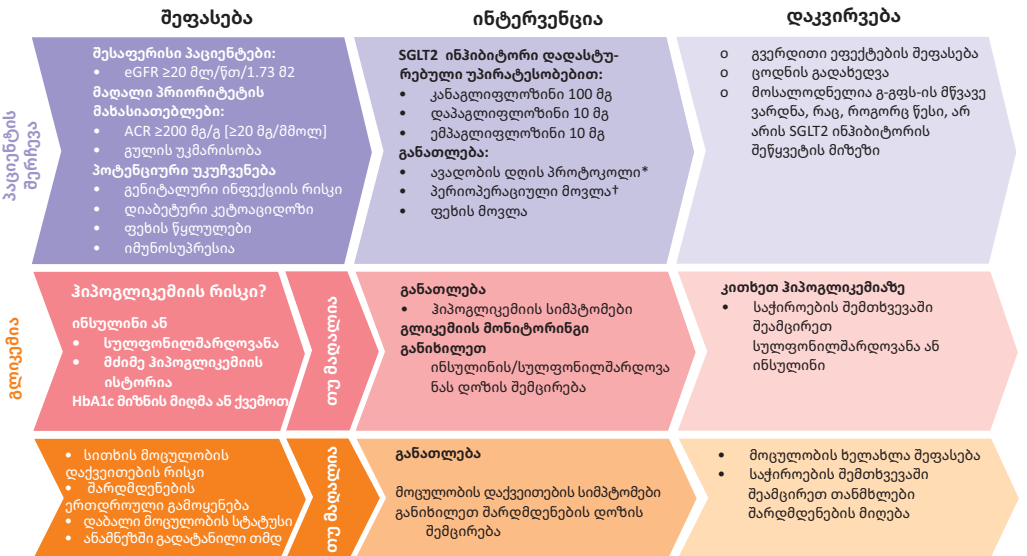 შეფასება
ინტერვენცია
დაკვირვება
პაციენტის
შერჩევა
შესაფერისი პაციენტები:
• eGFR ≥20 მლ/წთ/1.73 მ2
მაღალი პრიორიტეტის
მახასიათებლები:
• ACR ≥200 მგ/გ [≥20 მგ/მმოლ]
• გულის უკმარისობა
პოტენციური უკუჩვენება
• გენიტალური ინფექციის რისკი
• დიაბეტური კეტოაციდოზი
• ფეხის წყლულები
• იმუნოსუპრესია
SGLT2 ინჰიბიტორი დადასტუ-
რებული უპირატესობებით:
• კანაგლიფლოზინი 100 მგ
• დაპაგლიფლოზინი 10 მგ
• ემპაგლიფლოზინი 10 მგ
განათლება:
• ავადობის დღის პროტოკოლი*
• პერიოპერაციული მოვლა†
• ფეხის მოვლა
o გვერდითი ეფექტების შეფასება
o ცოდნის გადახედვა
o მოსალოდნელია გ-გფს-ის მწვავე
ვარდნა, რაც, როგორც წესი, არ
არის SGLT2 ინჰიბიტორის
შეწყვეტის მიზეზი
გლიკემია
ჰიპოგლიკემიის რისკი?
ინსულინი ან
• სულფონილშარდოვანა
• მძიმე ჰიპოგლიკემიის
ისტორია
HbA1c მიზნის მიღმა ან ქვემოთ
თუ მაღალია
განათლება
• ჰიპოგლიკემიის სიმპტომები
გლიკემიის მონიტორინგი
განიხილეთ
ინსულინის/სულფონილშარდოვა
ნას დოზის შემცირება
კითხეთ ჰიპოგლიკემიაზე
• საჭიროების შემთხვევაში
შეამცირეთ
სულფონილშარდოვანა ან
ინსულინი
• სითხის მოცულობის
დაქვეითების რისკი
• შარდმდენების
ერთდროული გამოყენება
• დაბალი მოცულობის სტატუსი
• ანამნეზში გადატანილი თმდ
თუ მაღალია
განათლება
მოცულობის დაქვეითების სიმპტომები
განიხილეთ შარდმდენების დოზის
შემცირება
• მოცულობის ხელახლა შეფასება
• საჭიროების შემთხვევაში
შეამცირეთ თანმხლები
შარდმდენების მიღება